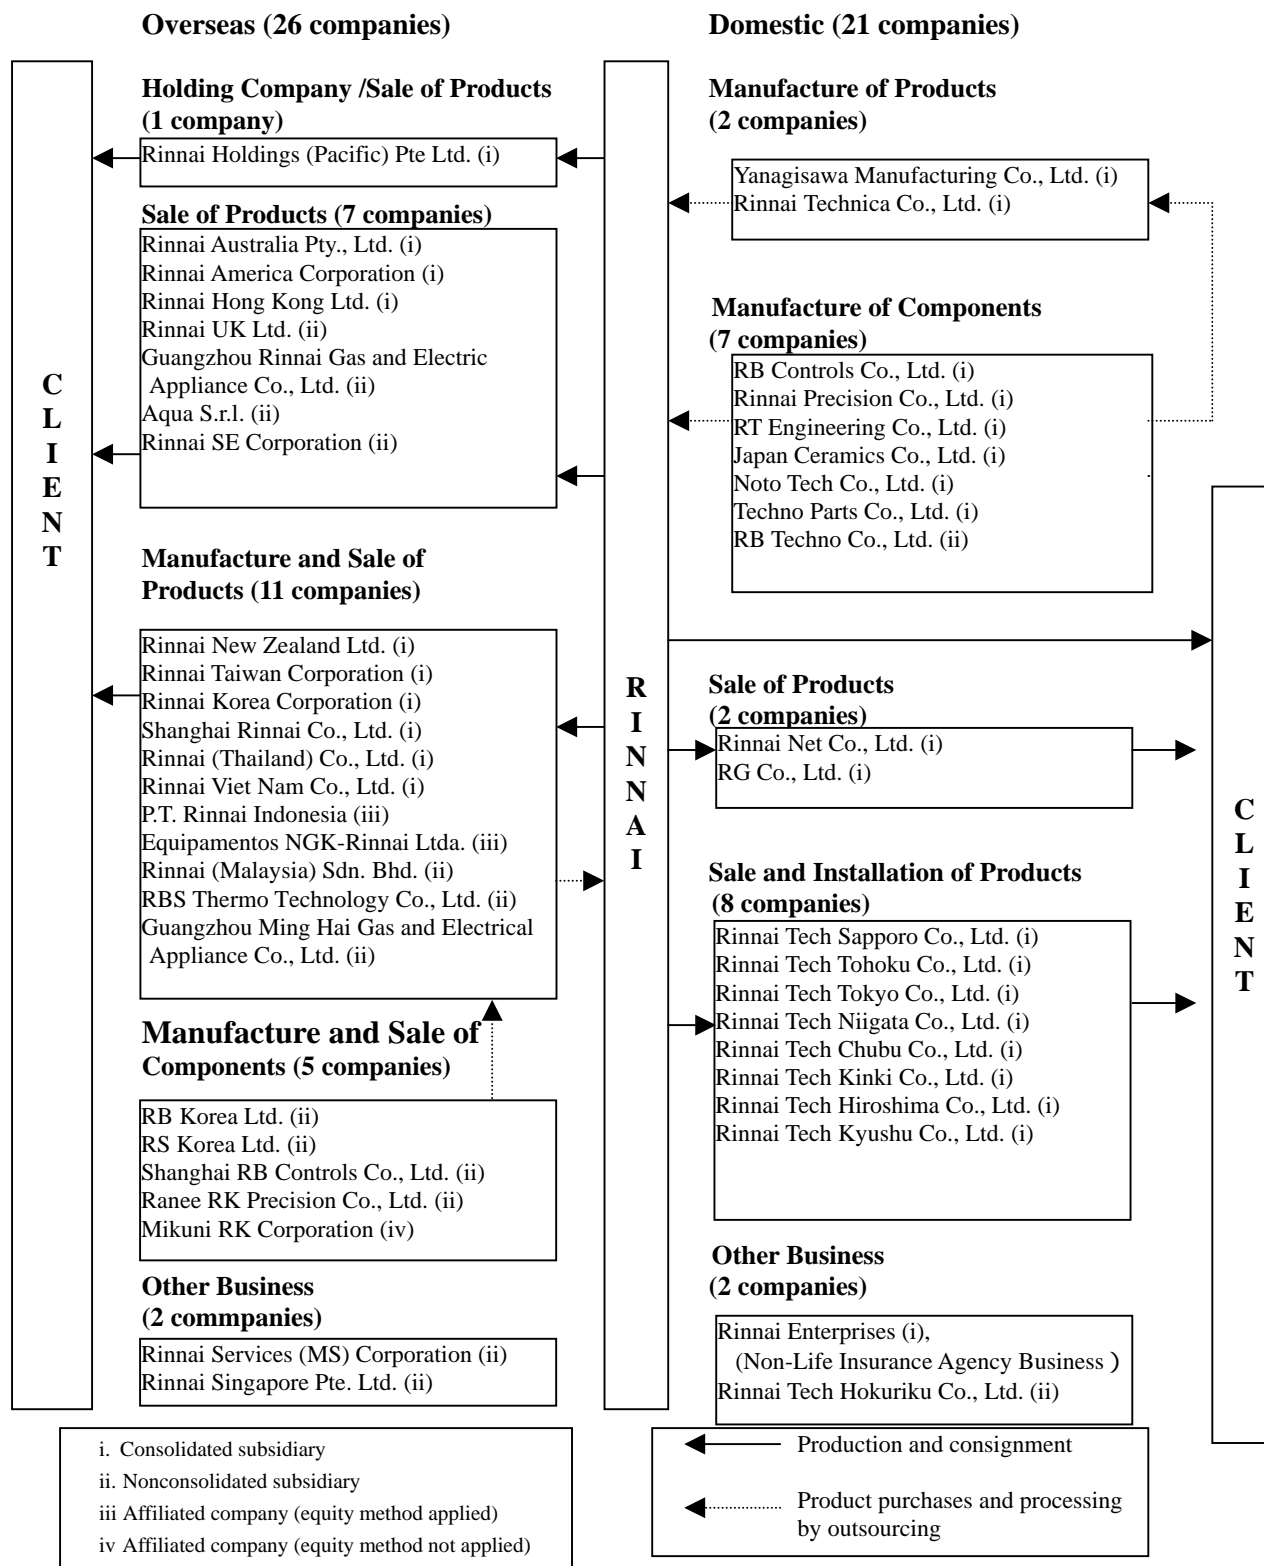 Overseas (26 companies)
Domestic (21 companies)
CLIENT
Holding Company /Sale of Products
(1 company)
Rinnai Holdings (Pacific) Pte Ltd. (i)
Sale of Products (7 companies)
Rinnai Australia Pty., Ltd. (i)
Rinnai America Corporation (i)
Rinnai Hong Kong Ltd. (i)
Rinnai UK Ltd. (ii)
Guangzhou Rinnai Gas and Electric
Appliance Co., Ltd. (ii)
Aqua S.r.l. (ii)
Rinnai SE Corporation (ii)
Manufacture and Sale of
Products (11 companies)
Rinnai New Zealand Ltd. (i)
Rinnai Taiwan Corporation (i)
Rinnai Korea Corporation (i)
Shanghai Rinnai Co., Ltd. (i)
Rinnai (Thailand) Co., Ltd. (i)
Rinnai Viet Nam Co., Ltd. (i)
P.T. Rinnai Indonesia (iii)
Equipamentos NGK-Rinnai Ltda. (iii)
Rinnai (Malaysia) Sdn. Bhd. (ii)
RBS Thermo Technology Co., Ltd. (ii)
Guangzhou Ming Hai Gas and Electrical
Appliance Co., Ltd. (ii)
Manufacture and Sale of
Components (5 companies)
RB Korea Ltd. (ii)
RS Korea Ltd. (ii)
Shanghai RB Controls Co., Ltd. (ii)
Ranee RK Precision Co., Ltd. (ii)
Mikuni RK Corporation (iv)
Other Business
(2 commpanies)
Rinnai Services (MS) Corporation (ii)
Rinnai Singapore Pte. Ltd. (ii)
RINNAI
Manufacture of Products
(2 companies)
Yanagisawa Manufacturing Co., Ltd. (i)
Rinnai Technica Co., Ltd. (i)
Manufacture of Components
(7 companies)
RB Controls Co., Ltd. (i)
Rinnai Precision Co., Ltd. (i)
RT Engineering Co., Ltd. (i)
Japan Ceramics Co., Ltd. (i)
Noto Tech Co., Ltd. (i)
Techno Parts Co., Ltd. (i)
RB Techno Co., Ltd. (ii)
Sale of Products
(2 companies)
Rinnai Net Co., Ltd. (i)
RG Co., Ltd. (i)
Sale and Installation of Products
(8 companies)
Rinnai Tech Sapporo Co., Ltd. (i)
Rinnai Tech Tohoku Co., Ltd. (i)
Rinnai Tech Tokyo Co., Ltd. (i)
Rinnai Tech Niigata Co., Ltd. (i)
Rinnai Tech Chubu Co., Ltd. (i)
Rinnai Tech Kinki Co., Ltd. (i)
Rinnai Tech Hiroshima Co., Ltd. (i)
Rinnai Tech Kyushu Co., Ltd. (i)
Other Business
(2 companies)
Rinnai Enterprises (i),
(Non-Life Insurance Agency Business )
Rinnai Tech Hokuriku Co., Ltd. (ii)
CLIENT
i. Consolidated subsidiary
ii. Nonconsolidated subsidiary
iii Affiliated company (equity method applied)
iv Affiliated company (equity method not applied)
Production and consignment
Product purchases and processing
by outsourcing